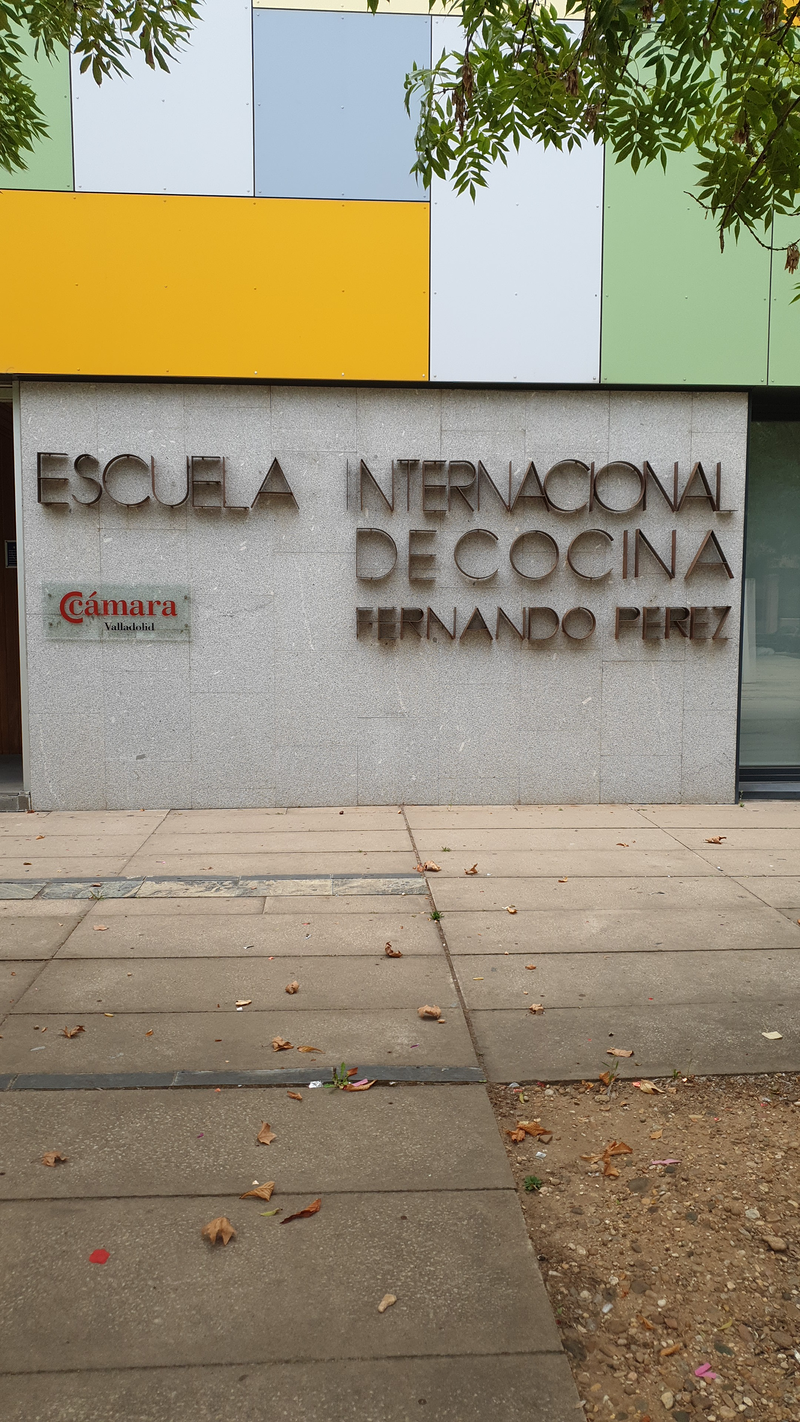 ESCUELA INTERNACIONAL
DE COCINA
FERNANDO PEREZ
cámara
Valladolid